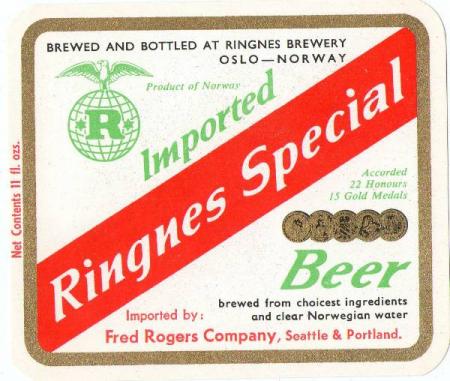 BREWED AND BOTTLED AT RINGNES BREWERY
OSLO—NORWAY
Product of Norway
R
Imported
Ringnes Special
Accorded
22 Honours
15 Gold Medals
Beer
brewed from choicest ingredients
and clear Norwegian water
Imported by:
Fred Rogers Company, Seattle & Portland.
Net Contents 11 fl. ozs.